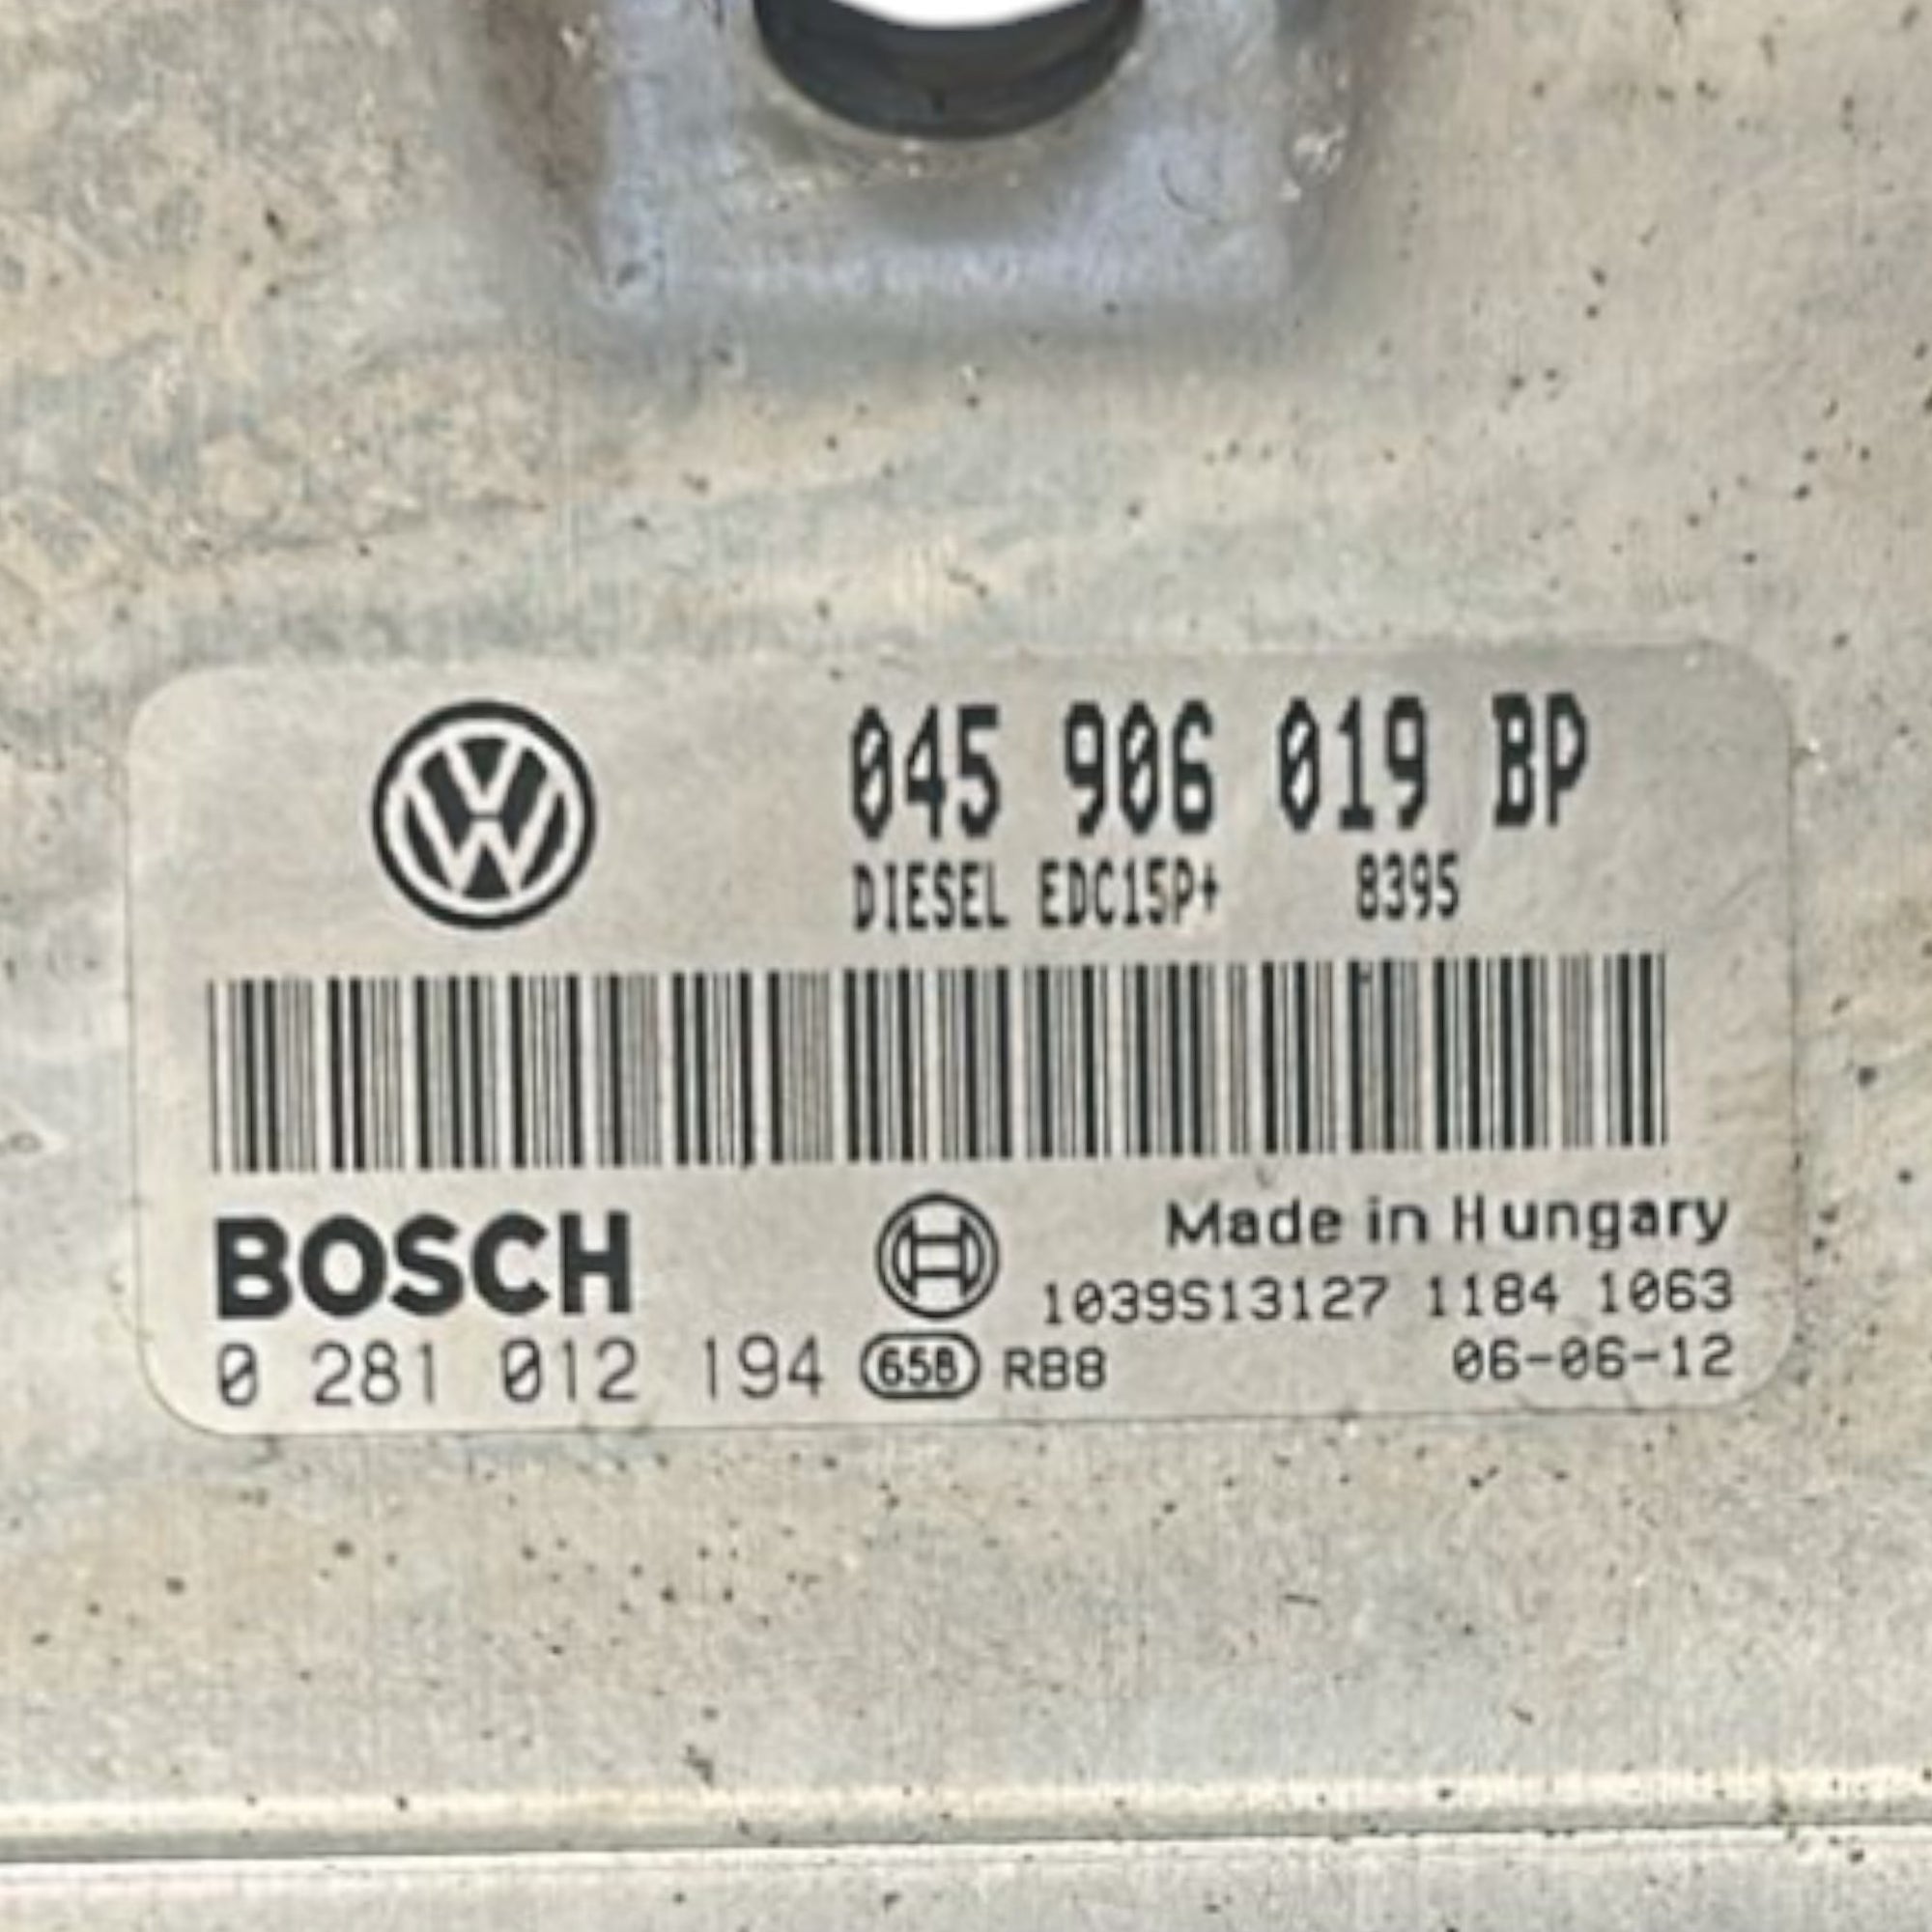 045 906 019 BP
DIESEL EDC15P+ 8395
BOSCH
Made in Hungary
1039S13127 1184 1063
0 281 012 194 658 RB8 06-06-12